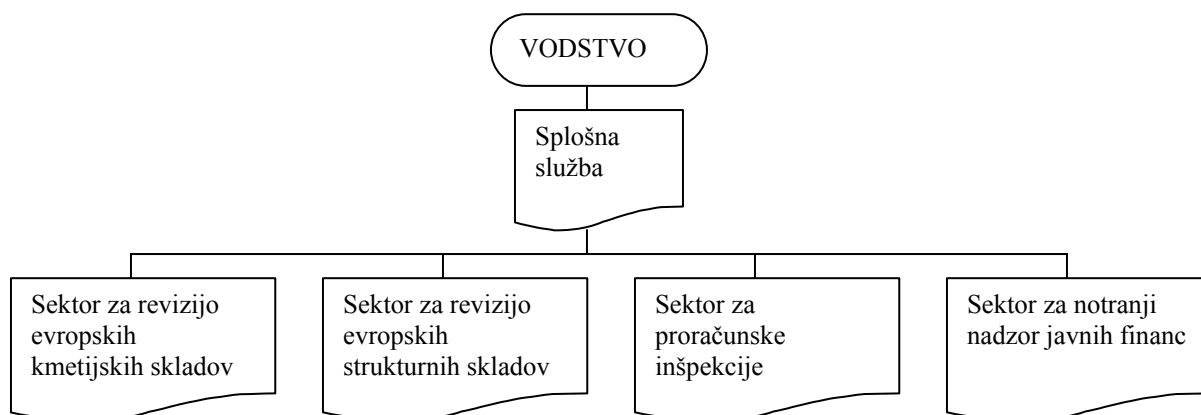 VODSTVO
Splošna
služba
Sektor za revizijo
evropskih
kmetijskih skladov
Sektor za revizijo
evropskih
strukturnih skladov
Sektor za
proračunske
inšpekcije
Sektor za notranji
nadzor javnih financ